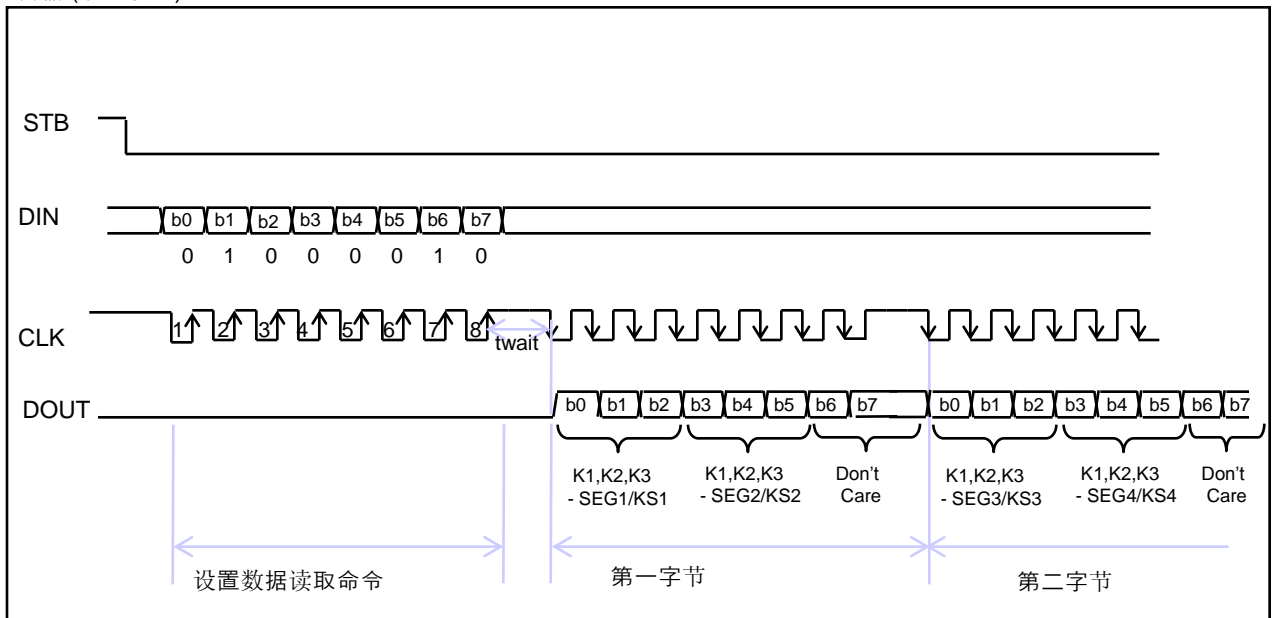 STB
DIN
b0 b1 b2 b3 b4 b5 b6 b7
0 1 0 0 0 0 1 0
CLK
1 2 3 4 5 6 7 8
twait
DOUT
b0 b1 b2 b3 b4 b5 b6 b7 b0 b1 b2 b3 b4 b5 b6 b7
K1,K2,K3
- SEG1/KS1
K1,K2,K3
- SEG2/KS2
Don't
Care
K1,K2,K3
- SEG3/KS3
K1,K2,K3
- SEG4/KS4
Don't
Care
设置数据读取命令
第一字节
第二字节